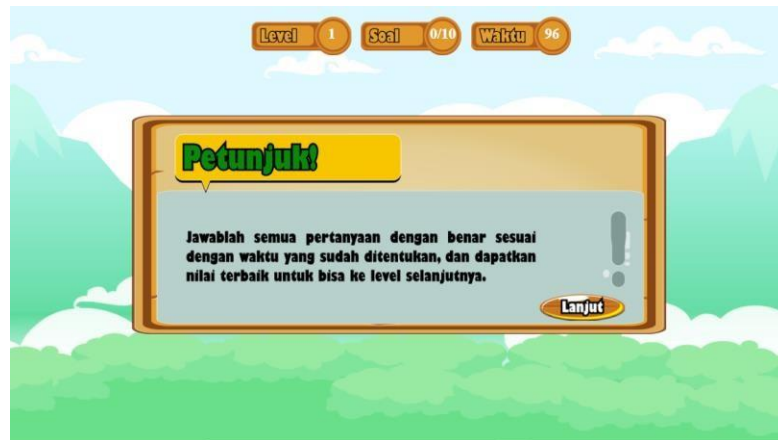 Level 1 Soal 0/10 Waktu 96
Petunjuk!
Jawablah semua pertanyaan dengan benar sesuai
dengan waktu yang sudah ditentukan, dan dapatkan
nilai terbaik untuk bisa ke level selanjutnya.
Lanjut